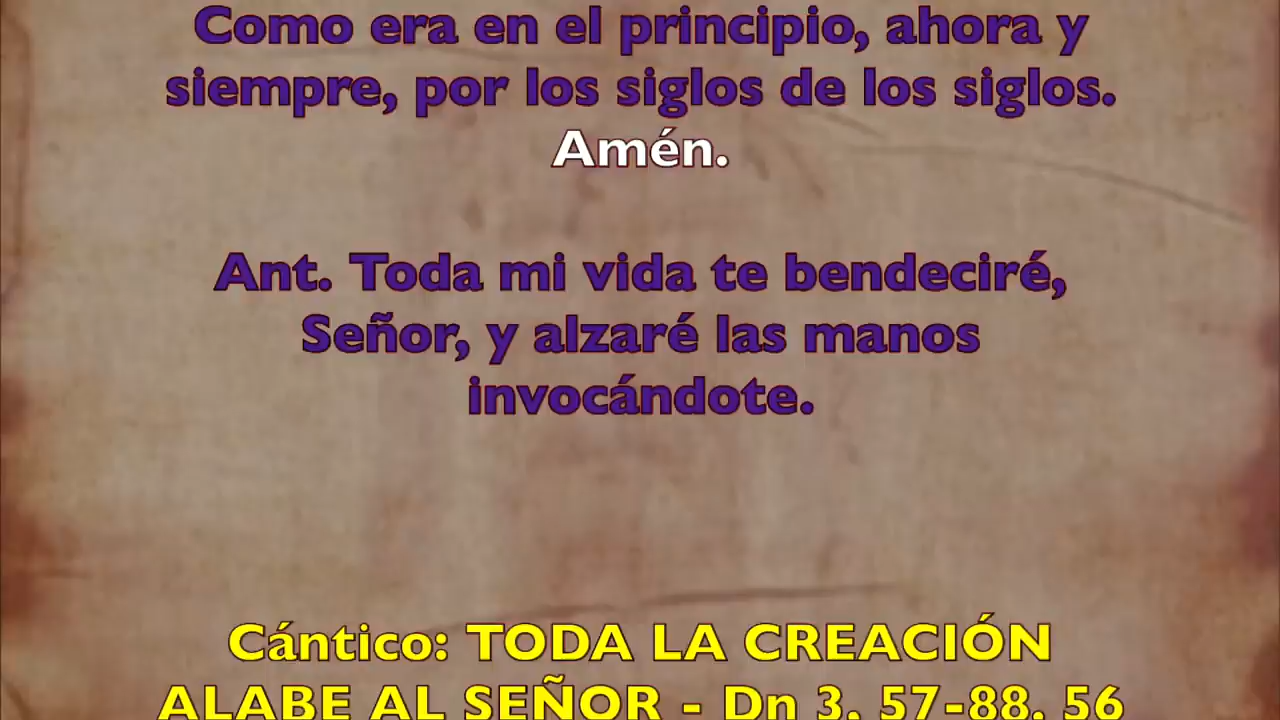 Como era en el principio, ahora y
siempre, por los siglos de los siglos.
Amén.
Ant. Toda mi vida te bendeciré,
Señor, y alzaré las manos
invocándote.
Cántico: TODA LA CREACIÓN
ALABE AL SEÑOR - Dn 3, 57-88. 56